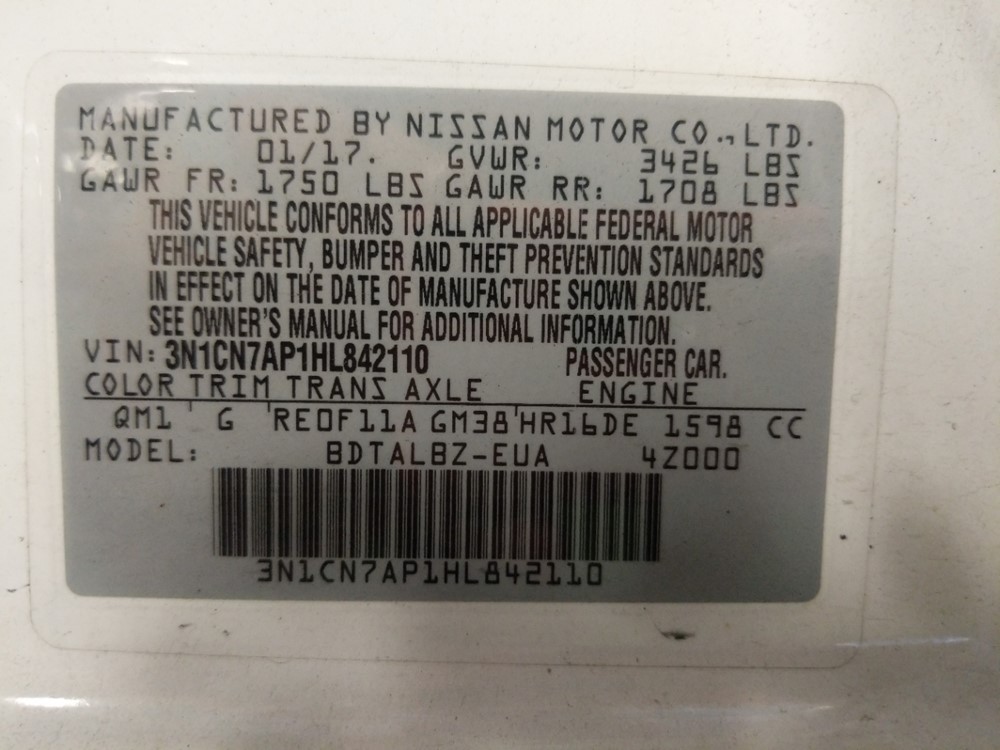 MANUFACTURED BY NISSAN MOTOR CO., LTD.
DATE: 01/17. GVWR: 3426 LBS
GAWR FR: 1750 LBS GAWR RR: 1708 LBS
THIS VEHICLE CONFORMS TO ALL APPLICABLE FEDERAL MOTOR
VEHICLE SAFETY, BUMPER AND THEFT PREVENTION STANDARDS
IN EFFECT ON THE DATE OF MANUFACTURE SHOWN ABOVE.
SEE OWNER'S MANUAL FOR ADDITIONAL INFORMATION.
VIN: 3N1CN7AP1HL842110 PASSENGER CAR.
COLOR TRIM TRANS AXLE ENGINE
QM1 G RE0F11A GM38 HR16DE 1598 CC
MODEL: BDTALBZ-EUA 4Z000
3N1CN7AP1HL842110